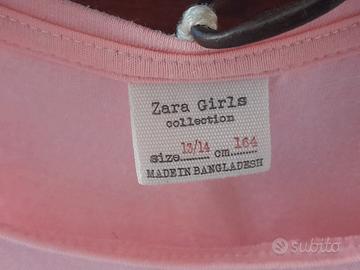 Zara Girls
collection
size 13/14 cm 164
MADE IN BANGLADESH
subito